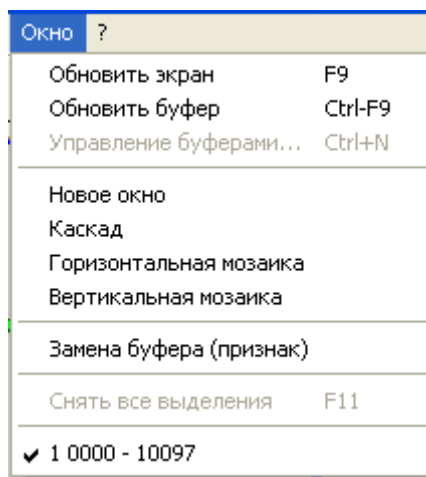 Окно ?
Обновить экран F9
Обновить буфер Ctrl-F9
Управление буферами... Ctrl+N
Новое окно
Каскад
Горизонтальная мозаика
Вертикальная мозаика
Замена буфера (признак)
Снять все выделения F11
✓ 1 0000 - 10097